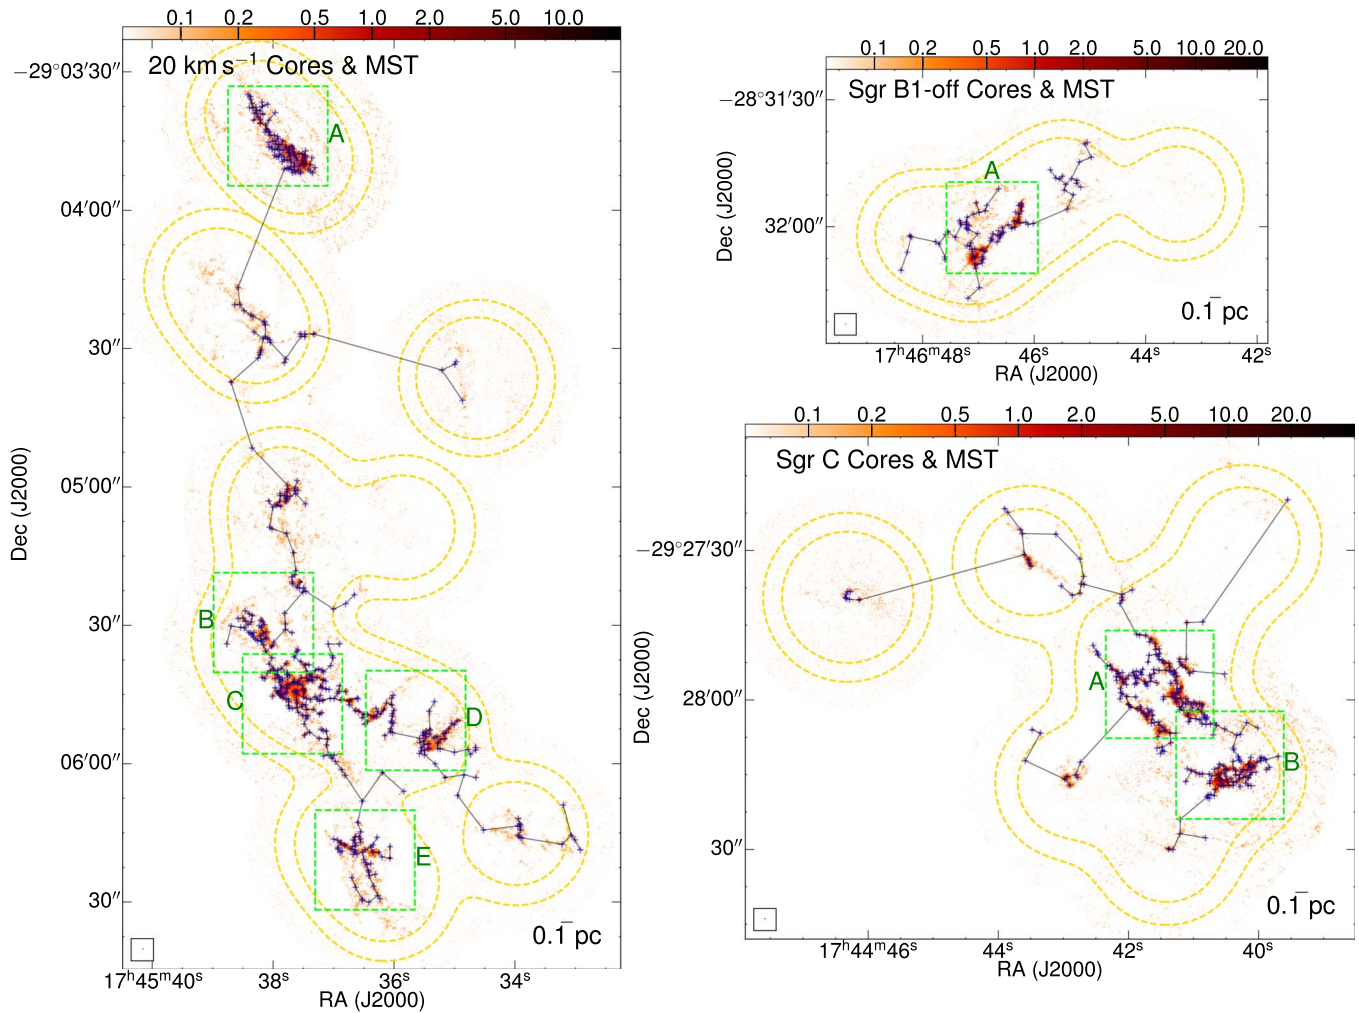 0.1 0.2 0.5 1.0 2.0 5.0 10.0
20 km s⁻¹ Cores & MST
−29°03′30″
04′00″
30″
05′00″
30″
06′00″
30″
Dec (J2000)
A
B
C
D
E
0.1 pc
17ʰ45ᵐ40ˢ 38ˢ 36ˢ 34ˢ
RA (J2000)
0.1 0.2 0.5 1.0 2.0 5.0 10.0 20.0
Sgr B1-off Cores & MST
−28°31′30″
32′00″
Dec (J2000)
A
0.1 pc
17ʰ46ᵐ48ˢ 46ˢ 44ˢ 42ˢ
RA (J2000)
0.1 0.2 0.5 1.0 2.0 5.0 10.0 20.0
Sgr C Cores & MST
−29°27′30″
28′00″
30″
Dec (J2000)
A
B
0.1 pc
17ʰ44ᵐ46ˢ 44ˢ 42ˢ 40ˢ
RA (J2000)